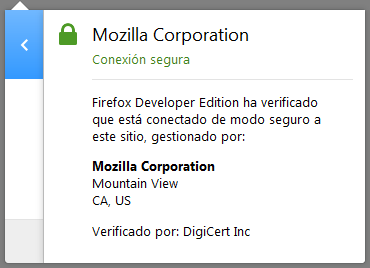 Mozilla Corporation
Conexión segura
Firefox Developer Edition ha verificado
que está conectado de modo seguro a
este sitio, gestionado por:
Mozilla Corporation
Mountain View
CA, US
Verificado por: DigiCert Inc